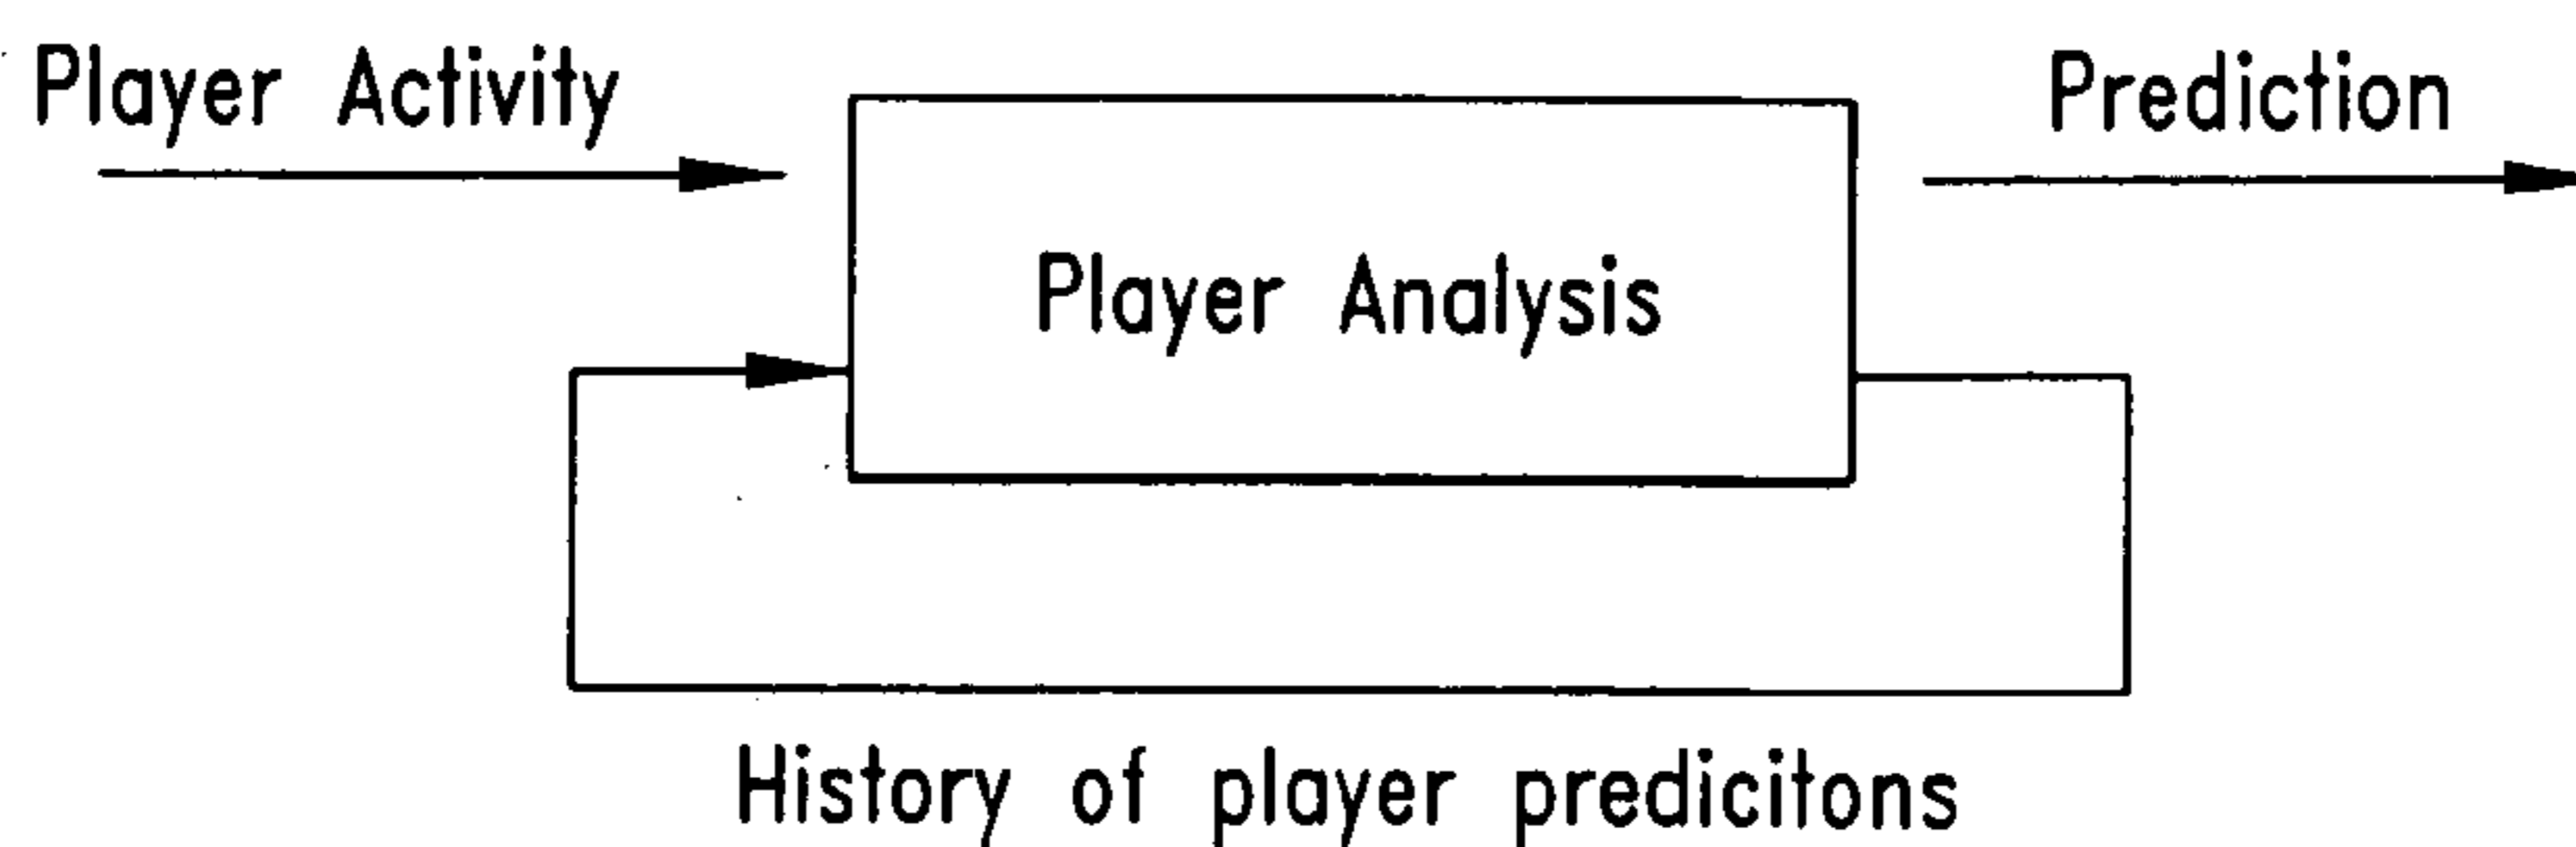 Player Activity
Prediction
Player Analysis
History of player predicitons